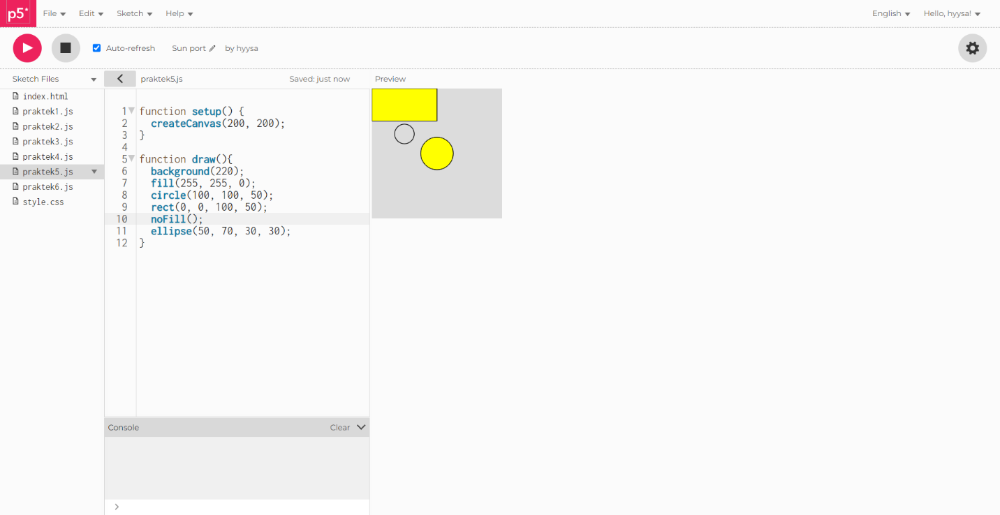 p5* File Edit Sketch Help English Hello, hyysa!
Auto-refresh Sun port by hyysa
Sketch Files praktek5.js Saved: just now Preview
index.html
praktek1.js
praktek2.js
praktek3.js
praktek4.js
praktek5.js
praktek6.js
style.css
1 function setup() {
2 createCanvas(200, 200);
3 }
4
5 function draw(){
6 background(220);
7 fill(255, 255, 0);
8 circle(100, 100, 50);
9 rect(0, 0, 100, 50);
10 noFill();
11 ellipse(50, 70, 30, 30);
12 }
Console Clear
>